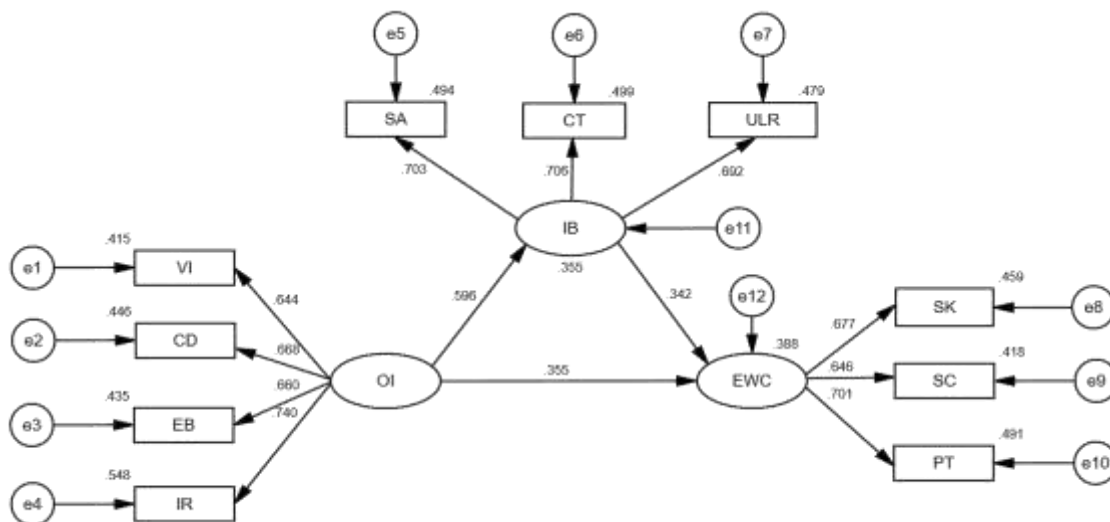 e5
e6
e7
.494
.499
.479
SA
CT
ULR
.703
.706
.692
IB
e11
.355
.415
e1
VI
.644
.596
.342
e12
.446
e2
CD
.668
.388
.459
SK
e8
.677
OI
.355
EWC
.646
.418
SC
e9
.660
.701
.435
e3
EB
.740
.491
PT
e10
.548
e4
IR